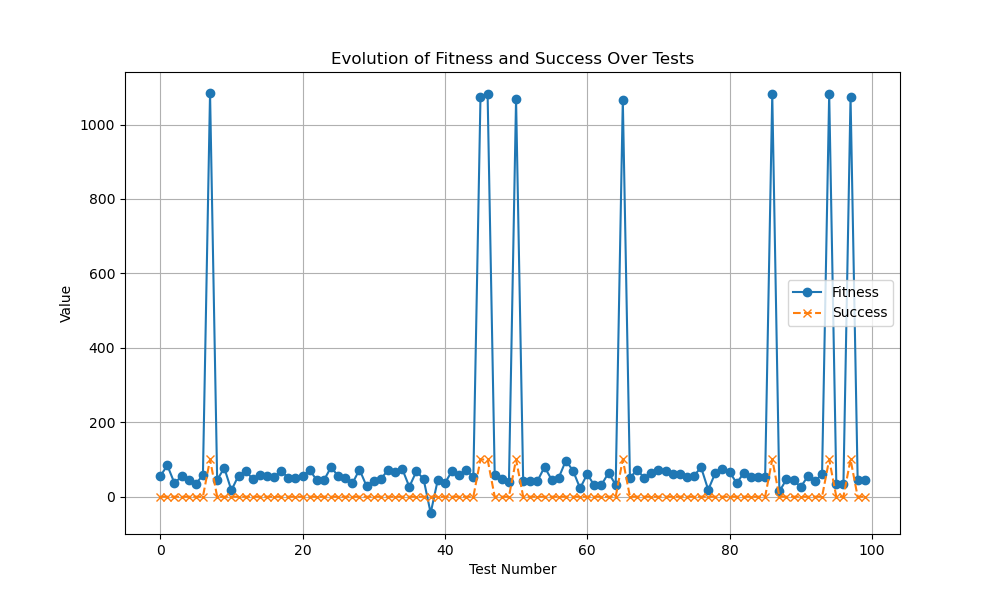 Evolution of Fitness and Success Over Tests
Value
1000
800
600
400
200
0
Fitness
Success
0 20 40 60 80 100
Test Number